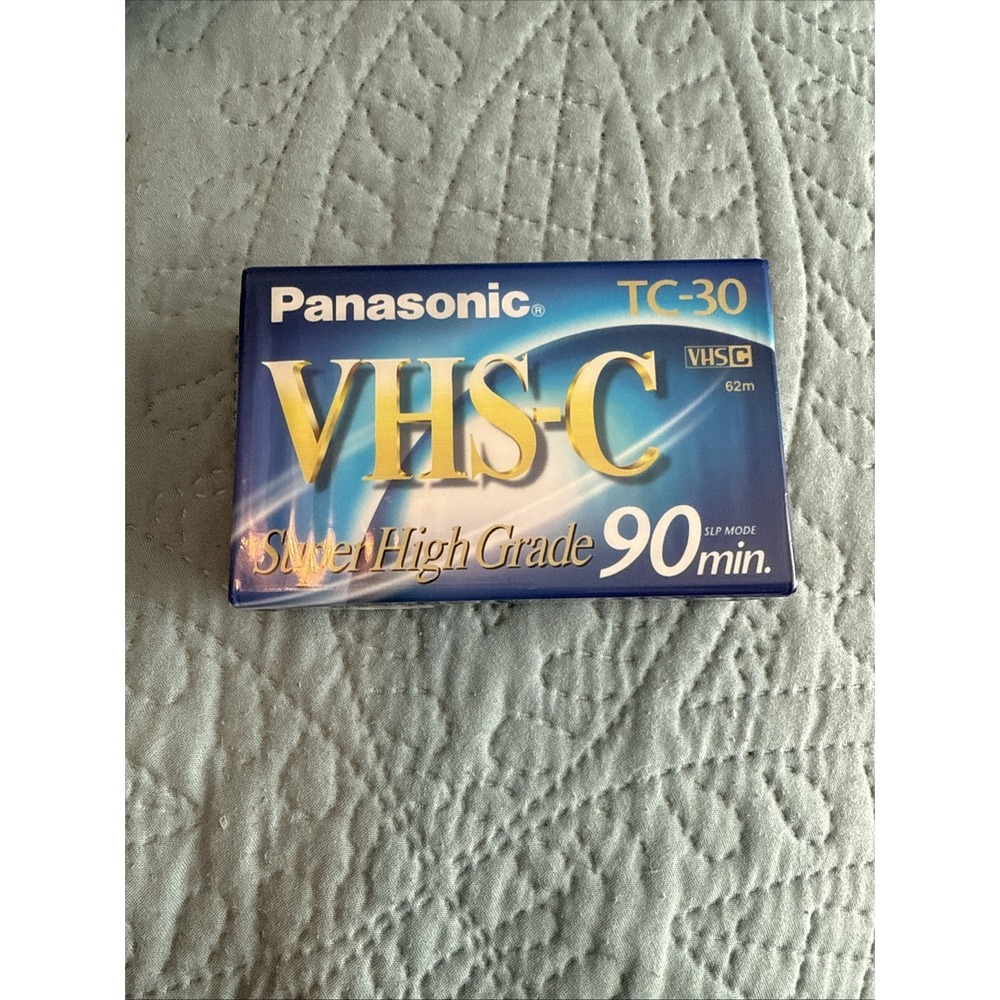 Panasonic®
TC-30
VHS-C
VHS C
62m
Super High Grade
90 min.
SLP MODE